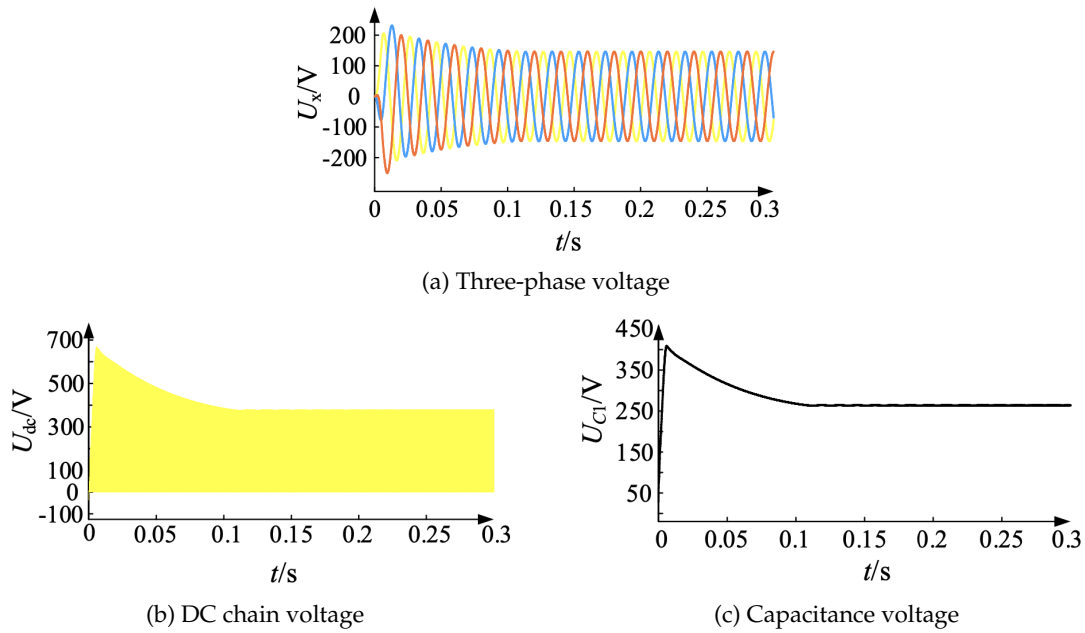 200
100
0
-100
-200
U_x/V
0 0.05 0.1 0.15 0.2 0.25 0.3
t/s
(a) Three-phase voltage
700
500
300
100
0
-100
U_dc/V
0 0.05 0.1 0.15 0.2 0.25 0.3
t/s
(b) DC chain voltage
450
350
250
150
50
U_C1/V
0 0.05 0.1 0.15 0.2 0.25 0.3
t/s
(c) Capacitance voltage